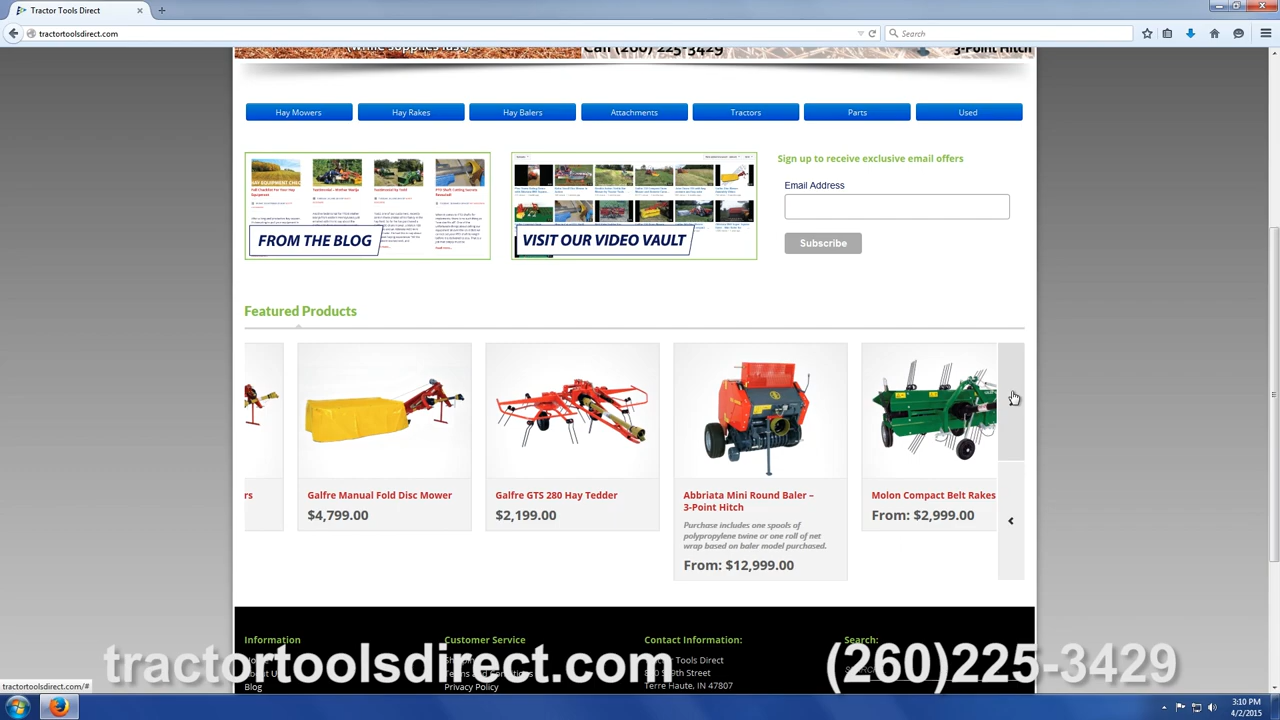 Tractor Tools Direct
tractortoolsdirect.com
Search
(while supplies last)
Call (260) 225-3429
3-Point Hitch
Hay Mowers
Hay Rakes
Hay Balers
Attachments
Tractors
Parts
Used
FROM THE BLOG
VISIT OUR VIDEO VAULT
Sign up to receive exclusive email offers
Email Address
Subscribe
Featured Products
rs
Galfre Manual Fold Disc Mower
$4,799.00
Galfre GTS 280 Hay Tedder
$2,199.00
Abbriata Mini Round Baler –
3-Point Hitch
Purchase includes one spools of
polypropylene twine or one roll of net
wrap based on baler model purchased.
From: $12,999.00
Molon Compact Belt Rakes
From: $2,999.00
Information
Blog
Customer Service
Privacy Policy
Contact Information:
Terre Haute, IN 47807
Search:
tractortoolsdirect.com
(260)225-3429
tractortoolsdirect.com/#
3:10 PM
4/2/2015